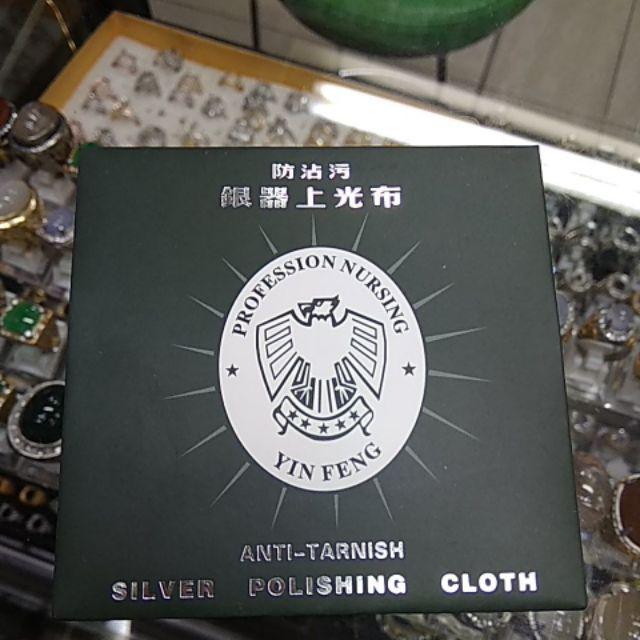 防沾污
銀器上光布
PROFESSION NURSING
YIN FENG
ANTI-TARNISH
SILVER POLISHING CLOTH